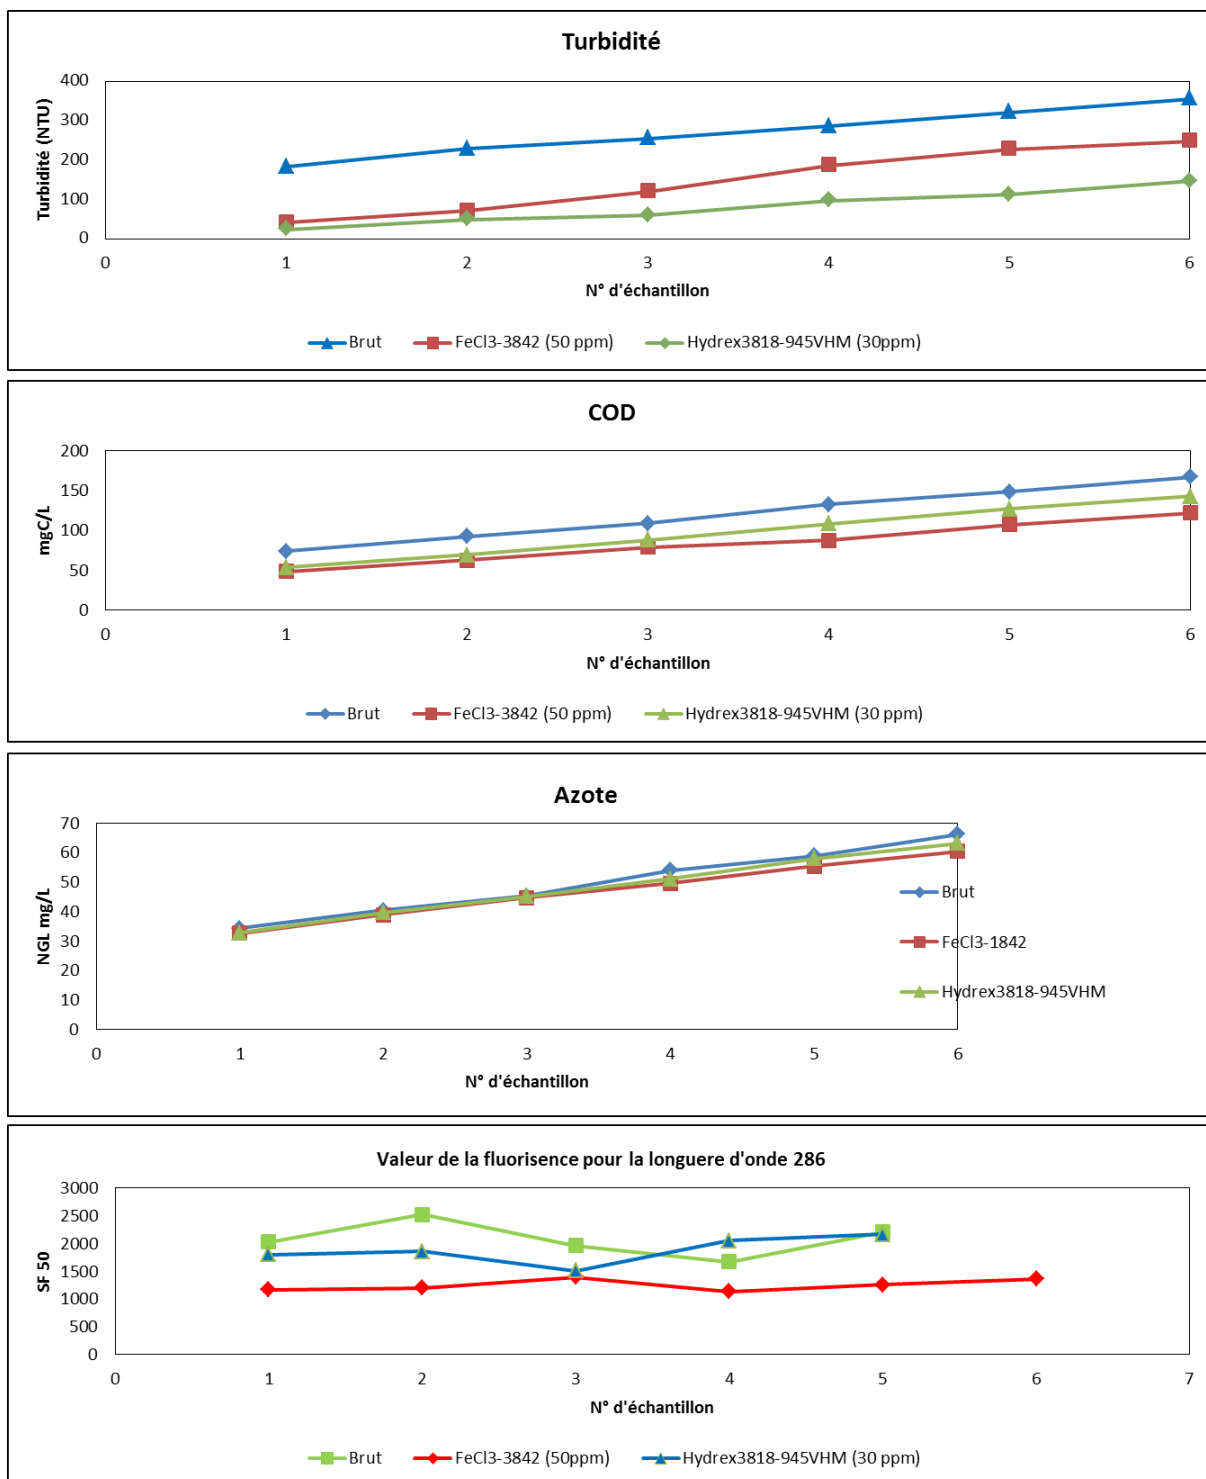 Turbidité
Turbidité (NTU)
400
300
200
100
0
0 1 2 3 4 5 6
N° d'échantillon
Brut FeCl3-3842 (50 ppm) Hydrex3818-945VHM (30ppm)
COD
mgC/L
200
150
100
50
0
0 1 2 3 4 5 6
N° d'échantillon
Brut FeCl3-3842 (50 ppm) Hydrex3818-945VHM (30 ppm)
Azote
NGL mg/L
70
60
50
40
30
20
10
0
0 1 2 3 4 5 6
N° d'échantillon
Brut
FeCl3-1842
Hydrex3818-945VHM
Valeur de la fluorisence pour la longuere d'onde 286
SF 50
3000
2500
2000
1500
1000
500
0
0 1 2 3 4 5 6 7
N° d'échantillon
Brut FeCl3-3842 (50ppm) Hydrex3818-945VHM (30 ppm)